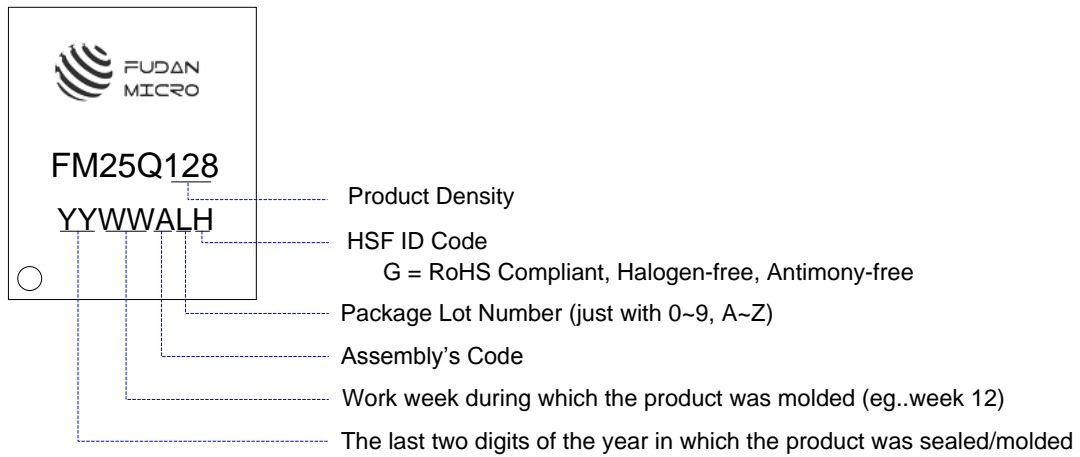 FUDAN
MICRO
FM25Q128
YYWWALH
Product Density
HSF ID Code
G = RoHS Compliant, Halogen-free, Antimony-free
Package Lot Number (just with 0~9, A~Z)
Assembly's Code
Work week during which the product was molded (eg..week 12)
The last two digits of the year in which the product was sealed/molded